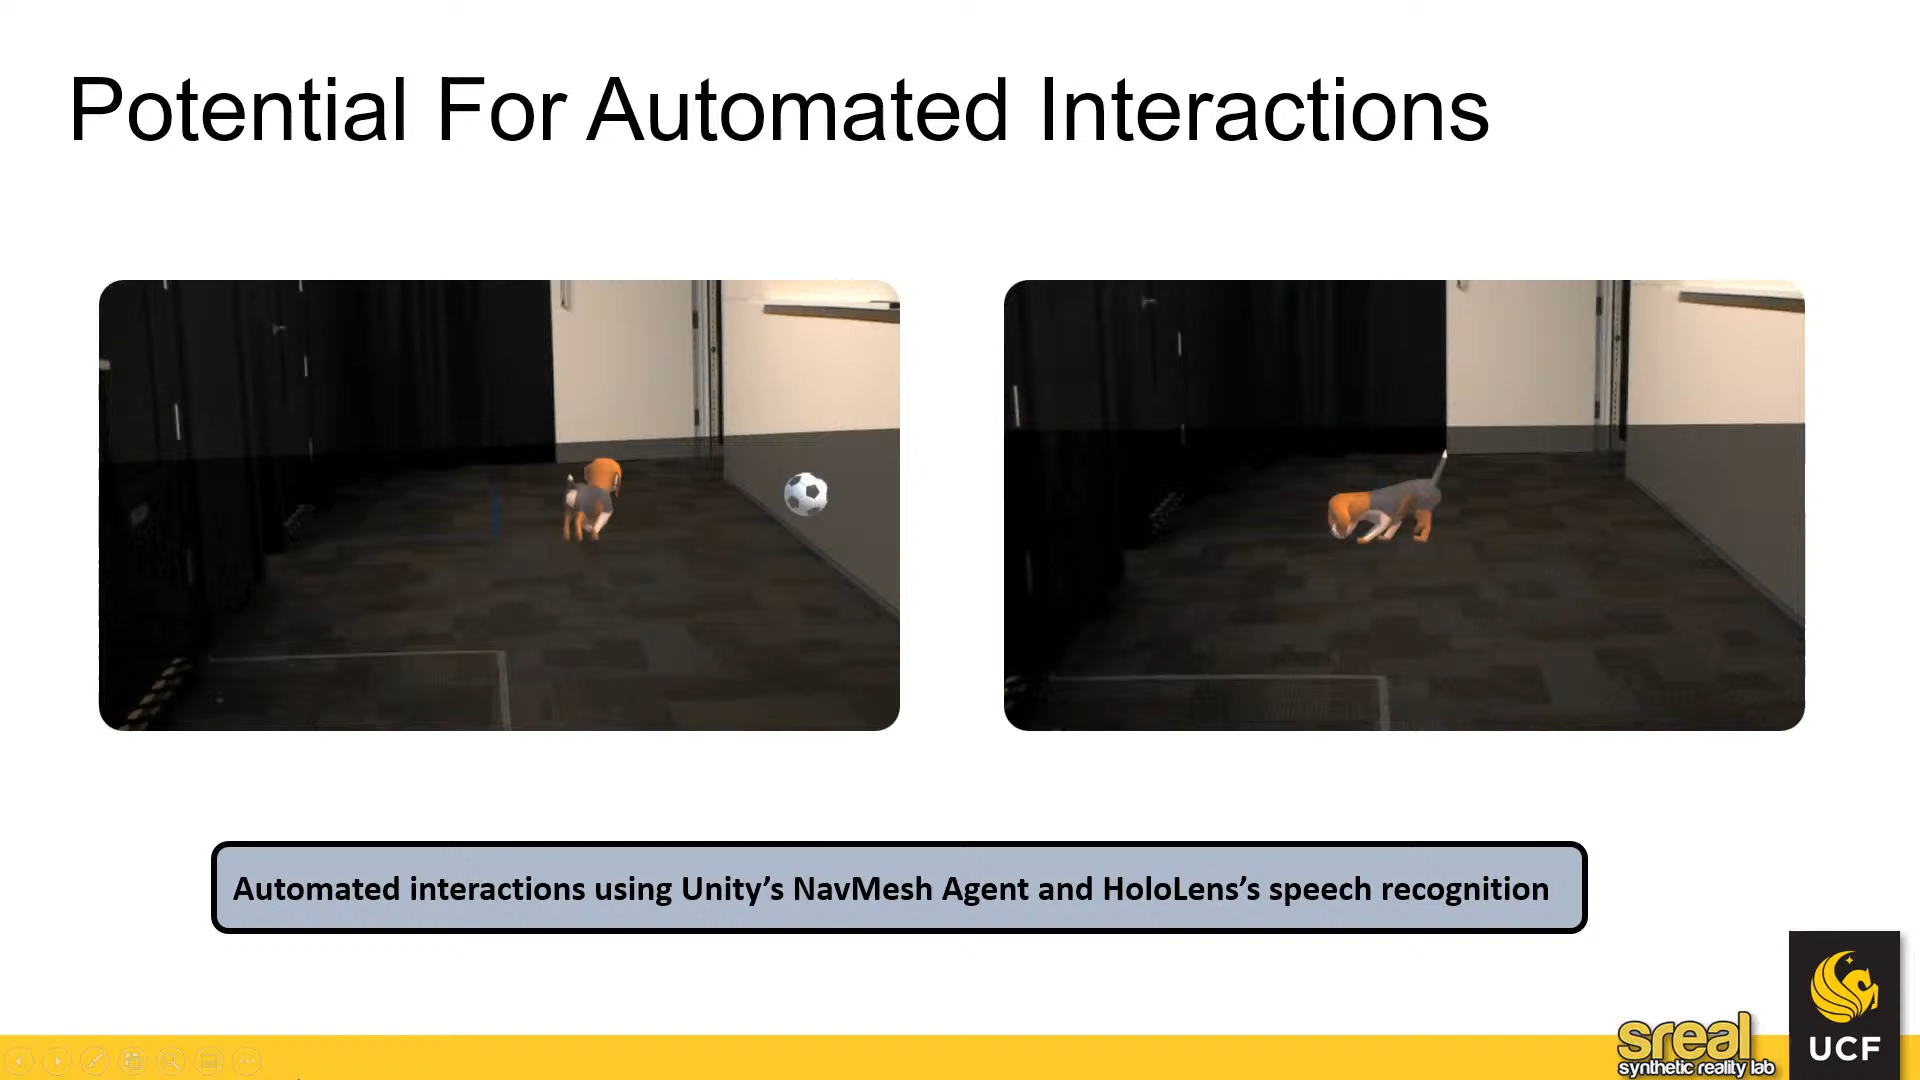 Potential For Automated Interactions
Automated interactions using Unity’s NavMesh Agent and HoloLens’s speech recognition
sreal
synthetic reality lab
UCF